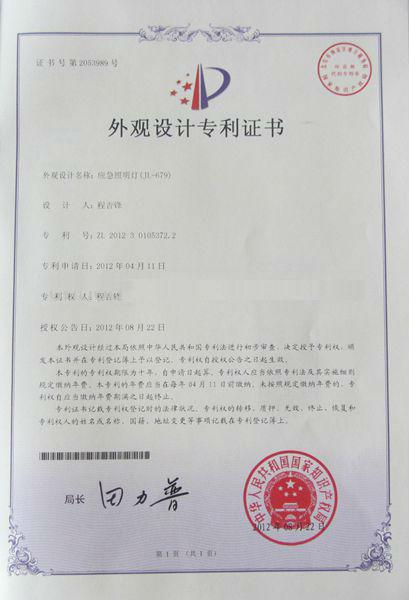 证书号第2053989号
外观设计专利证书
外观设计名称:应急照明灯(JL-679)
设 计 人:程吉锋
专 利 号:ZL 2012 3 0105372.2
专利申请日:2012年04月11日
专 利 权 人:程吉锋
授权公告日:2012年08月22日
本外观设计经过本局依照中华人民共和国专利法进行初步审查,决定授予专利权,颁
发本证书并在专利登记簿上予以登记。专利权自授权公告之日起生效。
本专利的专利权期限为十年,自申请日起算。专利权人应当依照专利法及其实施细则
规定缴纳年费。本专利的年费应当在每年04月11日前缴纳。未按照规定缴纳年费的,专
利权自应当缴纳年费期满之日起终止。
专利证书记载专利权登记时的法律状况。专利权的转移、质押、无效、终止、恢复和
专利权人的姓名或名称、国籍、地址变更等事项记载在专利登记簿上。
局长
田力普
中华人民共和国国家知识产权局
2012年08月22日
第1页(共1页)